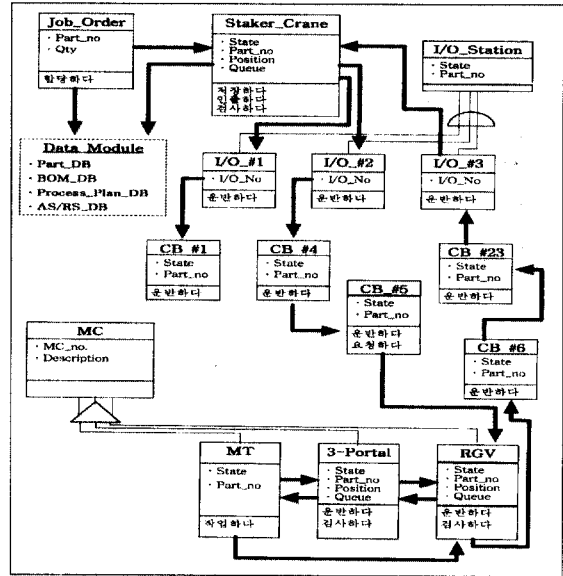 Job_Order
· Part_no
· Qty
할당하다
Staker_Crane
· State
· Part_no
· Position
· Queue
저장하다
인출하다
검사하다
I/O_Station
· State
· Part_no
Data_Module
· Part_DB
· BOM_DB
· Process_Plan_DB
· AS/RS_DB
I/O_#1
· I/O_No
운반하다
I/O_#2
· I/O_No
운반하다
I/O_#3
· I/O_No
운반하다
CB_#1
· State
· Part_no
운반하다
CB_#4
· State
· Part_no
운반하다
CB_#5
· State
· Part_no
운반하다
요청하다
CB_#23
· State
· Part_no
운반하다
CB_#6
· State
· Part_no
운반하다
MC
· MC_no.
· Description
MT
· State
· Part_no
작업하다
3-Portal
· State
· Part_no
· Position
· Queue
운반하다
검사하다
RGV
· State
· Part_no
· Position
· Queue
운반하다
검사하다